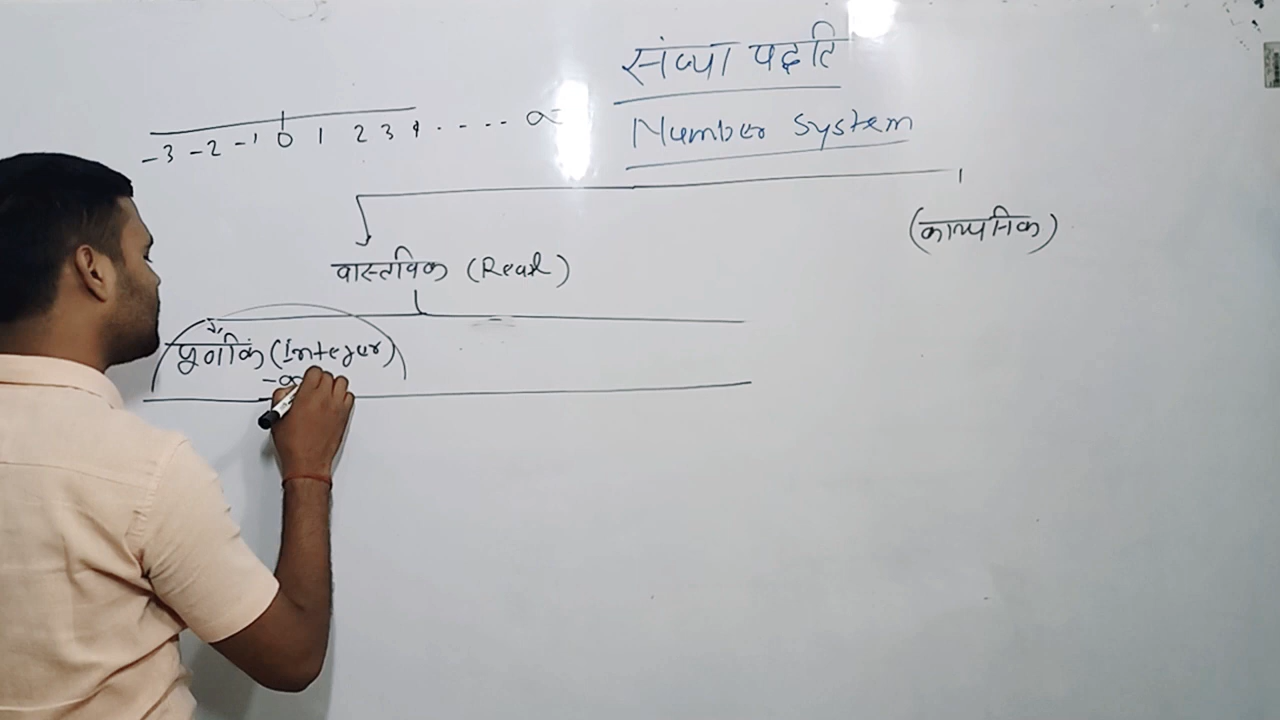 संख्या पद्धति
Number System
-3 -2 -1 0 1 2 3 4 . . . . ∝
(काल्पनिक)
वास्तविक (Real)
पूर्णांक (Integer)
-∝